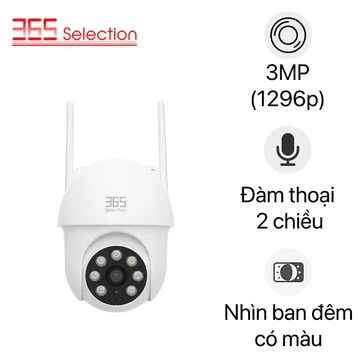 365 Selection
3MP
(1296p)
365
Selection
Đàm thoại
2 chiều
Nhìn ban đêm
có màu